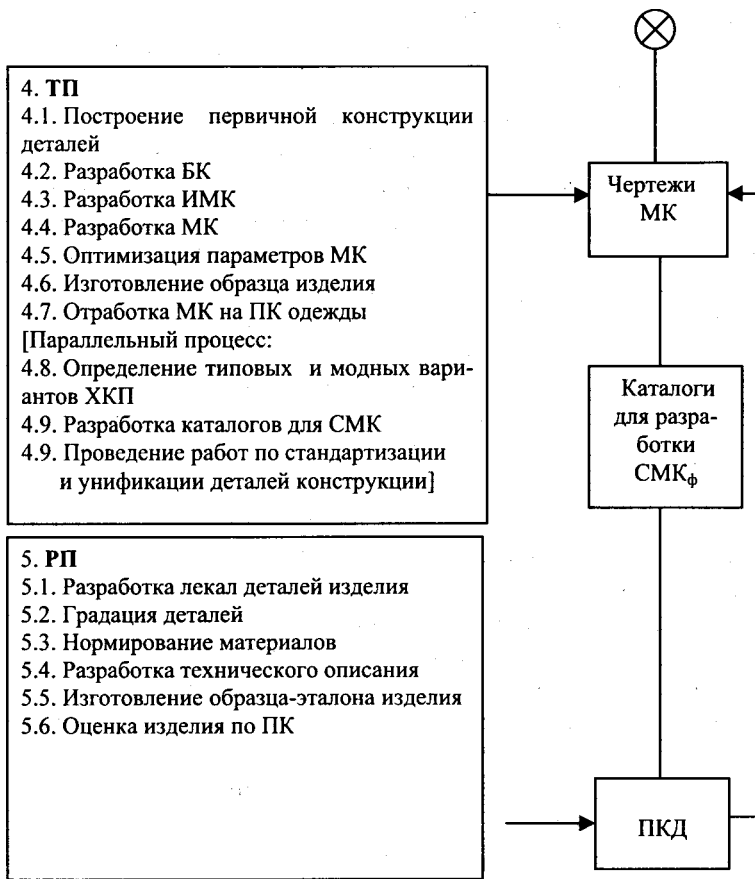 4. ТП
4.1. Построение первичной конструкции
деталей
4.2. Разработка БК
4.3. Разработка ИМК
4.4. Разработка МК
4.5. Оптимизация параметров МК
4.6. Изготовление образца изделия
4.7. Отработка МК на ПК одежды
[Параллельный процесс:
4.8. Определение типовых и модных вари-
антов ХКП
4.9. Разработка каталогов для СМК
4.9. Проведение работ по стандартизации
и унификации деталей конструкции]
Чертежи
МК
Каталоги
для разра-
ботки
СМКф
5. РП
5.1. Разработка лекал деталей изделия
5.2. Градация деталей
5.3. Нормирование материалов
5.4. Разработка технического описания
5.5. Изготовление образца-эталона изделия
5.6. Оценка изделия по ПК
ПКД